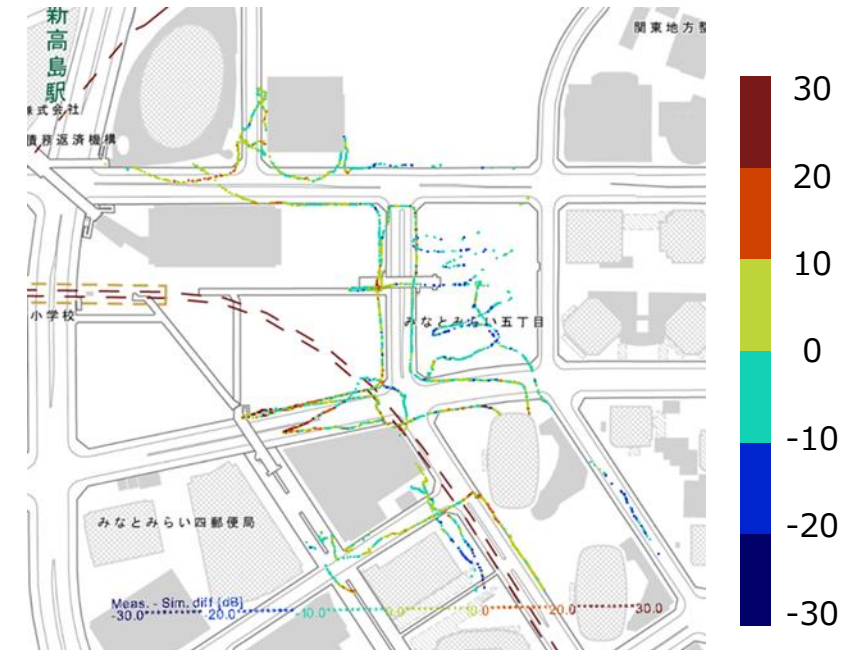 新高島駅
関東地方整
株式会社
債務返済機構
小学校
みなとみらい五丁目
みなとみらい四郵便局
Meas. - Sim. diff [dB]
-30.0 -20.0 -10.0 0.0 10.0 20.0 30.0
30
20
10
0
-10
-20
-30